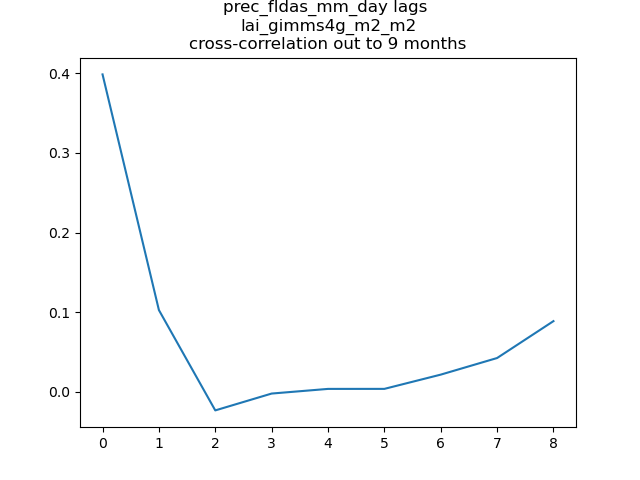 prec_fldas_mm_day lags
lai_gimms4g_m2_m2
cross-correlation out to 9 months
0.4
0.3
0.2
0.1
0.0
0 1 2 3 4 5 6 7 8